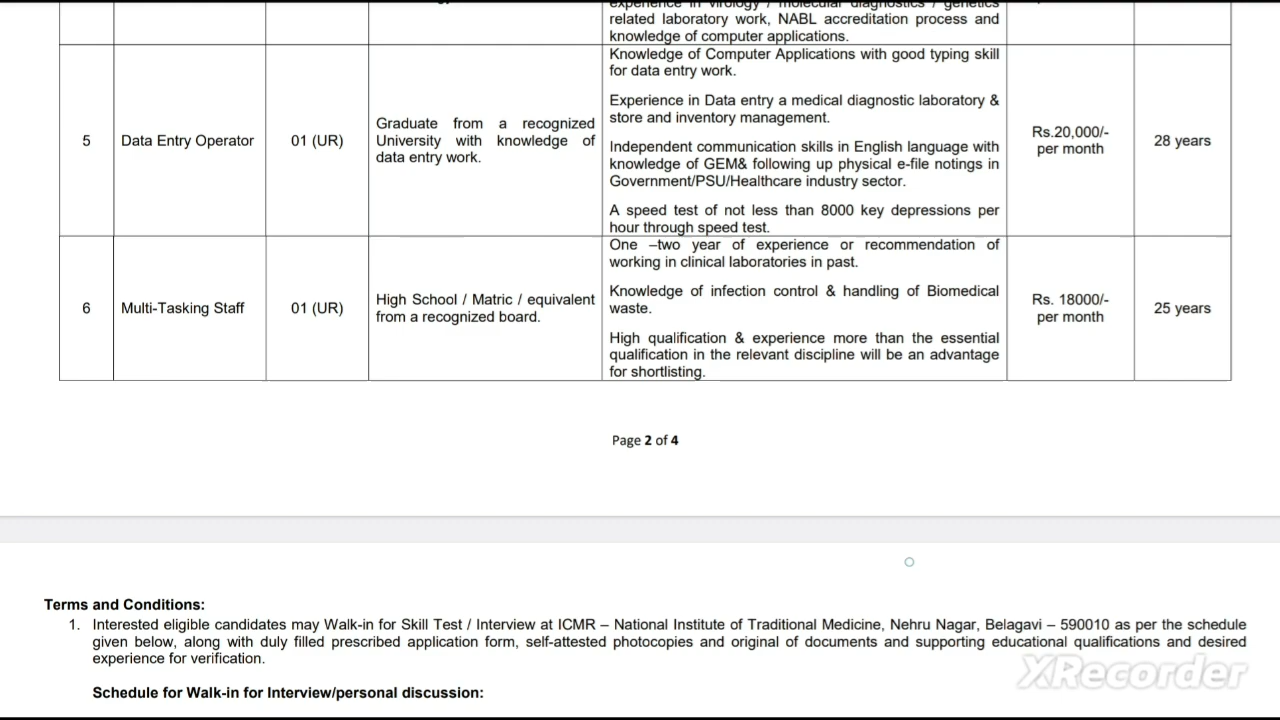 experience in virology / molecular diagnostics / genetics
related laboratory work, NABL accreditation process and
knowledge of computer applications.
5
Data Entry Operator
01 (UR)
Graduate from a recognized
University with knowledge of
data entry work.
Knowledge of Computer Applications with good typing skill
for data entry work.
Experience in Data entry a medical diagnostic laboratory &
store and inventory management.
Independent communication skills in English language with
knowledge of GEM& following up physical e-file notings in
Government/PSU/Healthcare industry sector.
A speed test of not less than 8000 key depressions per
hour through speed test.
Rs.20,000/-
per month
28 years
6
Multi-Tasking Staff
01 (UR)
High School / Matric / equivalent
from a recognized board.
One –two year of experience or recommendation of
working in clinical laboratories in past.
Knowledge of infection control & handling of Biomedical
waste.
High qualification & experience more than the essential
qualification in the relevant discipline will be an advantage
for shortlisting.
Rs. 18000/-
per month
25 years
Page 2 of 4
Terms and Conditions:
1. Interested eligible candidates may Walk-in for Skill Test / Interview at ICMR – National Institute of Traditional Medicine, Nehru Nagar, Belagavi – 590010 as per the schedule
given below, along with duly filled prescribed application form, self-attested photocopies and original of documents and supporting educational qualifications and desired
experience for verification.
Schedule for Walk-in for Interview/personal discussion:
XRecorder